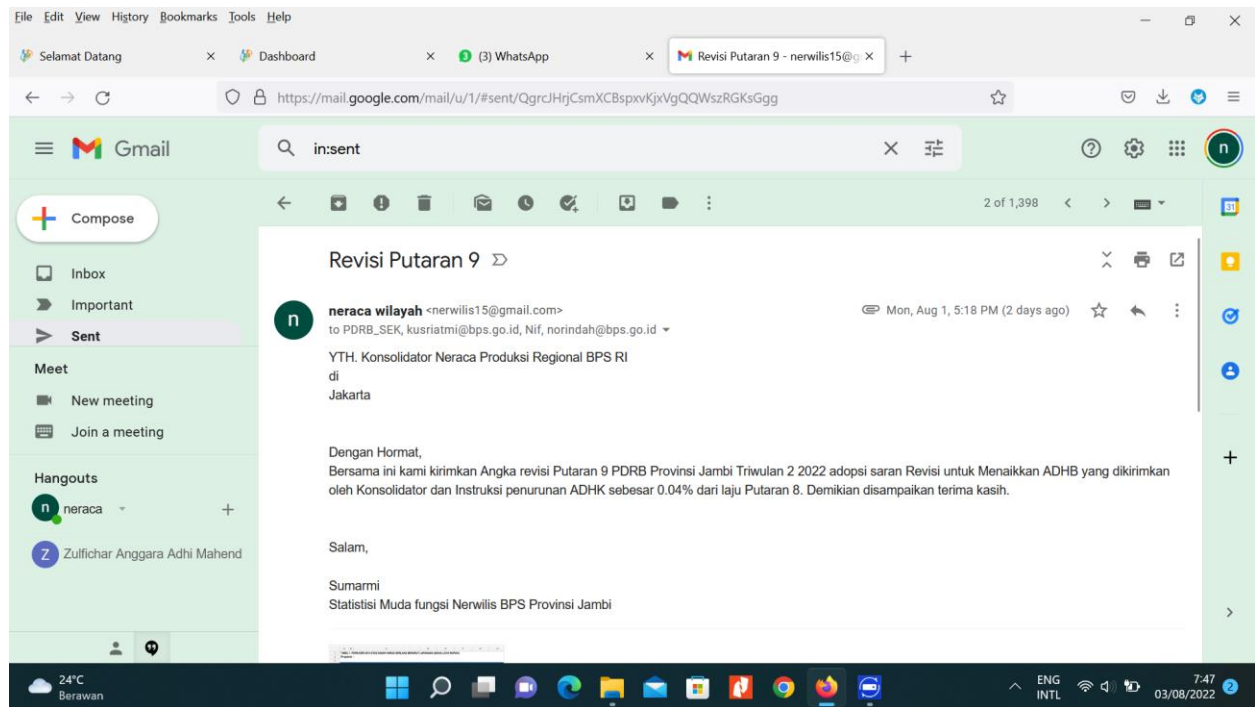 File Edit View History Bookmarks Tools Help
Selamat Datang
Dashboard
(3) WhatsApp
Revisi Putaran 9 - nerwilis15@g
https://mail.google.com/mail/u/1/#sent/QgrcJHrjCsmXCBspxvKjxVgQQWszRGKsGgg
Gmail
in:sent
n
Compose
2 of 1,398
31
Inbox
Important
Sent
Meet
New meeting
Join a meeting
Hangouts
n neraca
Z Zulfichar Anggara Adhi Mahend
Revisi Putaran 9
n
neraca wilayah <nerwilis15@gmail.com>
Mon, Aug 1, 5:18 PM (2 days ago)
to PDRB_SEK, kusriatmi@bps.go.id, Nif, norindah@bps.go.id
YTH. Konsolidator Neraca Produksi Regional BPS RI
di
Jakarta
Dengan Hormat,
Bersama ini kami kirimkan Angka revisi Putaran 9 PDRB Provinsi Jambi Triwulan 2 2022 adopsi saran Revisi untuk Menaikkan ADHB yang dikirimkan
oleh Konsolidator dan Instruksi penurunan ADHK sebesar 0.04% dari laju Putaran 8. Demikian disampaikan terima kasih.
Salam,
Sumarmi
Statistisi Muda fungsi Nerwilis BPS Provinsi Jambi
24°C
Berawan
ENG
INTL
7:47
03/08/2022
2